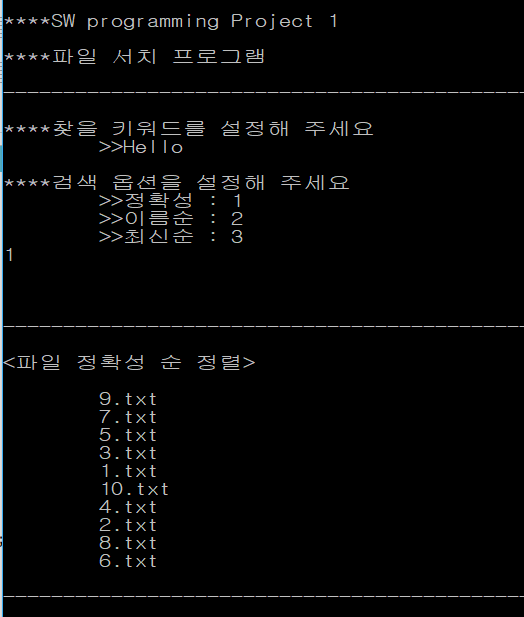 ****SW programming Project 1
****파일 서치 프로그램
--------------------------------------------
****찾을 키워드를 설정해 주세요
>>Hello
****검색 옵션을 설정해 주세요
>>정확성 : 1
>>이름순 : 2
>>최신순 : 3
1
--------------------------------------------
<파일 정확성 순 정렬>
9.txt
7.txt
5.txt
3.txt
1.txt
10.txt
4.txt
2.txt
8.txt
6.txt
--------------------------------------------